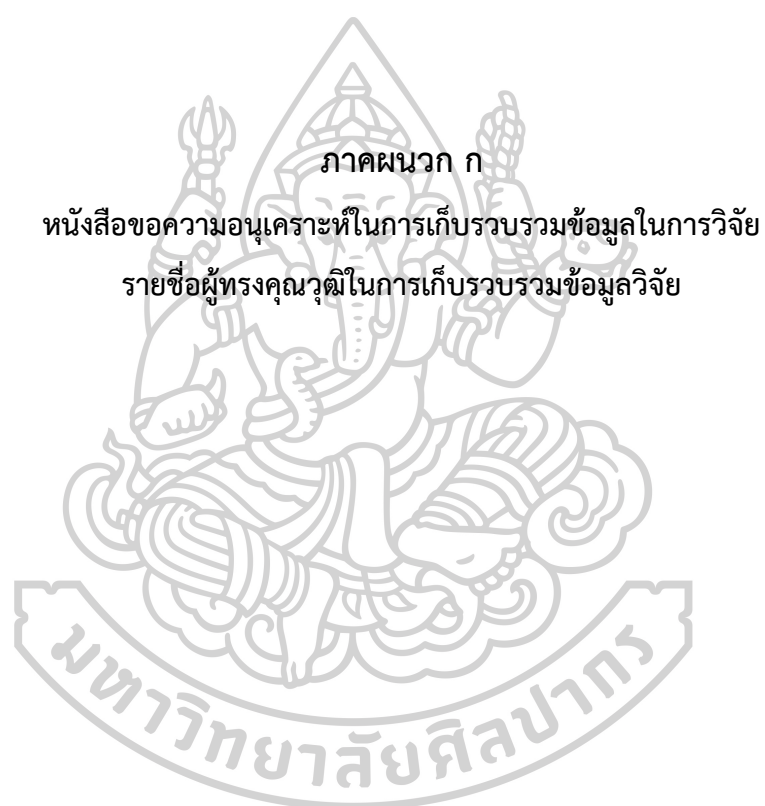 ภาคผนวก ก
หนังสือขอความอนุเคราะห์ในการเก็บรวบรวมข้อมูลในการวิจัย
รายชื่อผู้ทรงคุณวุฒิในการเก็บรวบรวมข้อมูลวิจัย
มหาวิทยาลัยศิลปากร